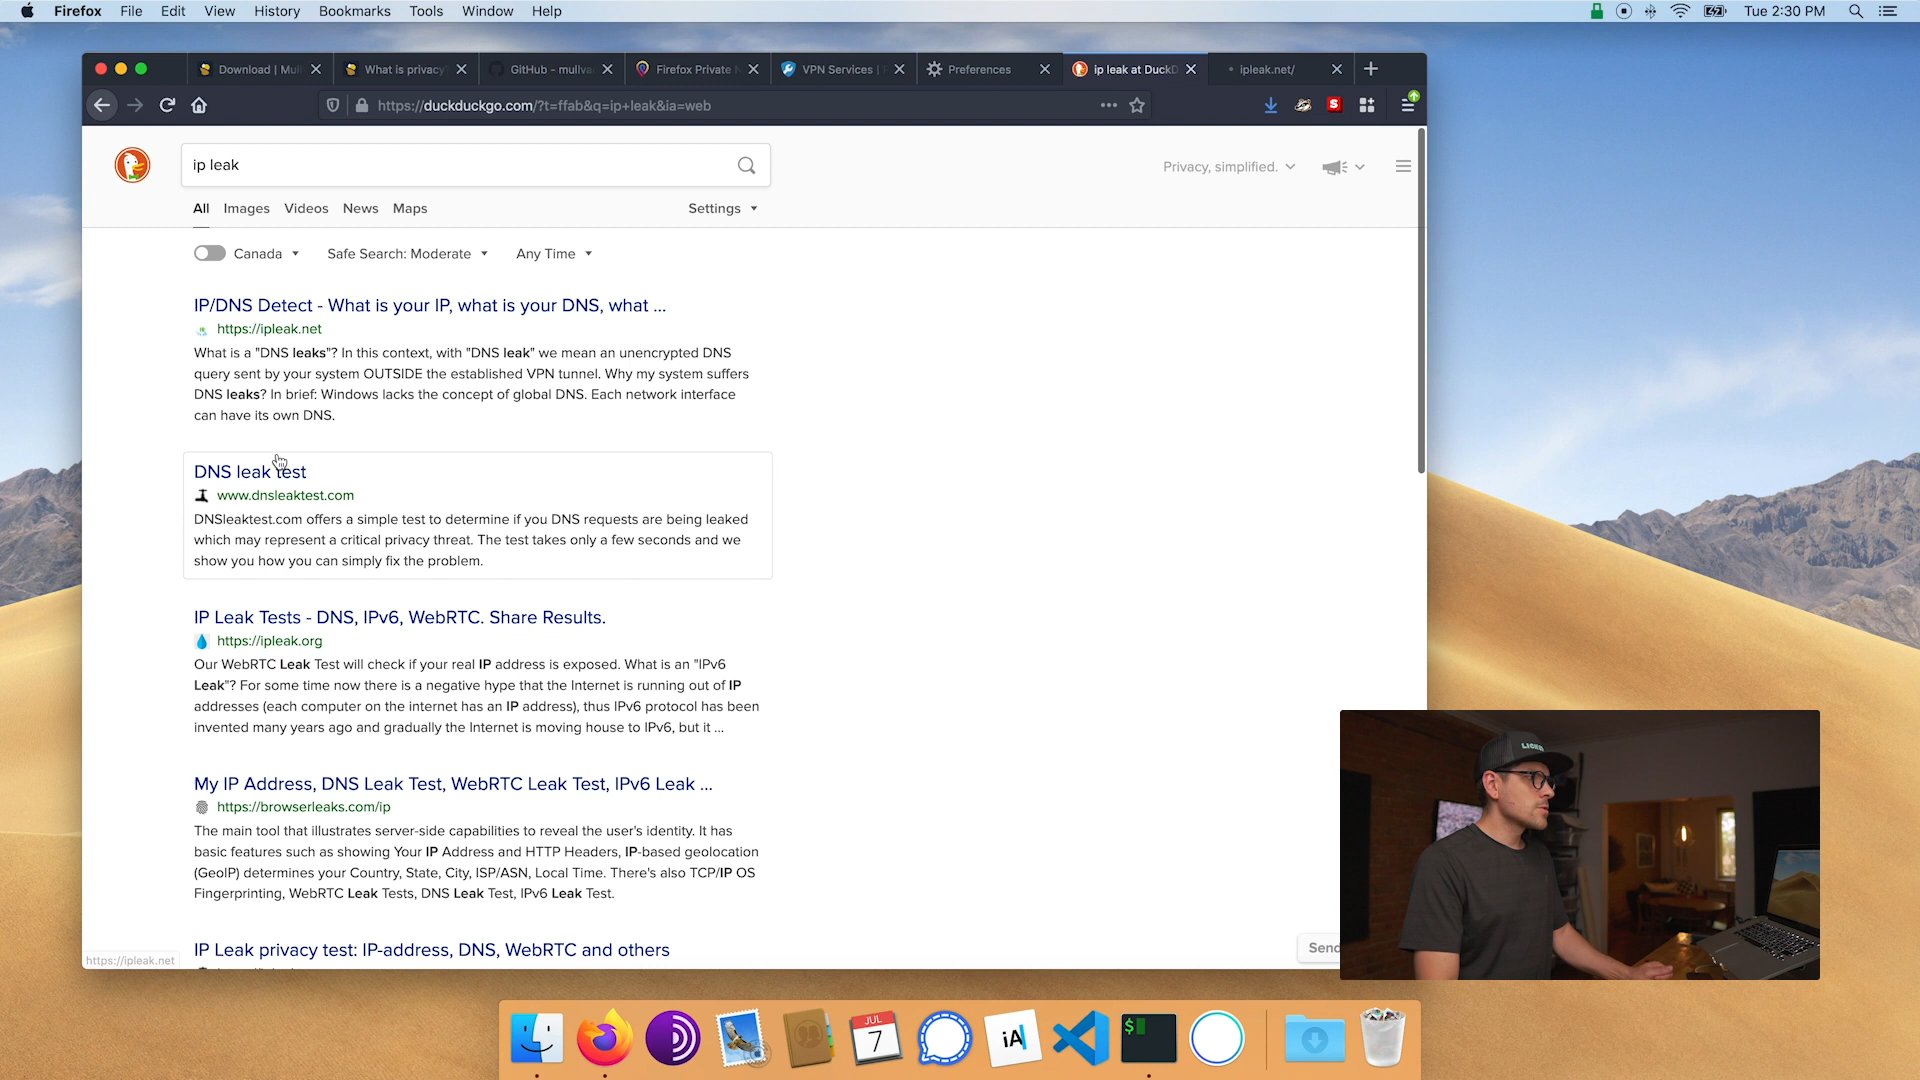 Firefox File Edit View History Bookmarks Tools Window Help
Tue 2:30 PM
Download | Mul
What is privacy
GitHub - mullva
Firefox Private N
VPN Services |
Preferences
ip leak at DuckD
ipleak.net/
https://duckduckgo.com/?t=ffab&q=ip+leak&ia=web
ip leak
Privacy, simplified.
All Images Videos News Maps
Settings
Canada
Safe Search: Moderate
Any Time
IP/DNS Detect - What is your IP, what is your DNS, what ...
https://ipleak.net
What is a "DNS leaks"? In this context, with "DNS leak" we mean an unencrypted DNS
query sent by your system OUTSIDE the established VPN tunnel. Why my system suffers
DNS leaks? In brief: Windows lacks the concept of global DNS. Each network interface
can have its own DNS.
DNS leak test
www.dnsleaktest.com
DNSleaktest.com offers a simple test to determine if you DNS requests are being leaked
which may represent a critical privacy threat. The test takes only a few seconds and we
show you how you can simply fix the problem.
IP Leak Tests - DNS, IPv6, WebRTC. Share Results.
https://ipleak.org
Our WebRTC Leak Test will check if your real IP address is exposed. What is an "IPv6
Leak"? For some time now there is a negative hype that the Internet is running out of IP
addresses (each computer on the internet has an IP address), thus IPv6 protocol has been
invented many years ago and gradually the Internet is moving house to IPv6, but it ...
My IP Address, DNS Leak Test, WebRTC Leak Test, IPv6 Leak ...
https://browserleaks.com/ip
The main tool that illustrates server-side capabilities to reveal the user's identity. It has
basic features such as showing Your IP Address and HTTP Headers, IP-based geolocation
(GeoIP) determines your Country, State, City, ISP/ASN, Local Time. There's also TCP/IP OS
Fingerprinting, WebRTC Leak Tests, DNS Leak Test, IPv6 Leak Test.
IP Leak privacy test: IP-address, DNS, WebRTC and others
https://ipleak.net
Send
JUL
7
iA
$